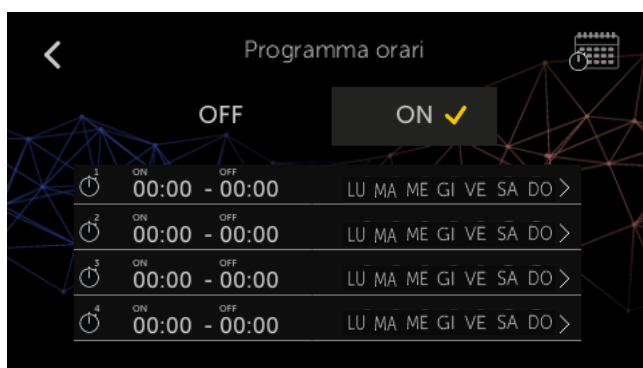 Programma orari
OFF ON
1 ON 00:00 - OFF 00:00 LU MA ME GI VE SA DO
2 ON 00:00 - OFF 00:00 LU MA ME GI VE SA DO
3 ON 00:00 - OFF 00:00 LU MA ME GI VE SA DO
4 ON 00:00 - OFF 00:00 LU MA ME GI VE SA DO